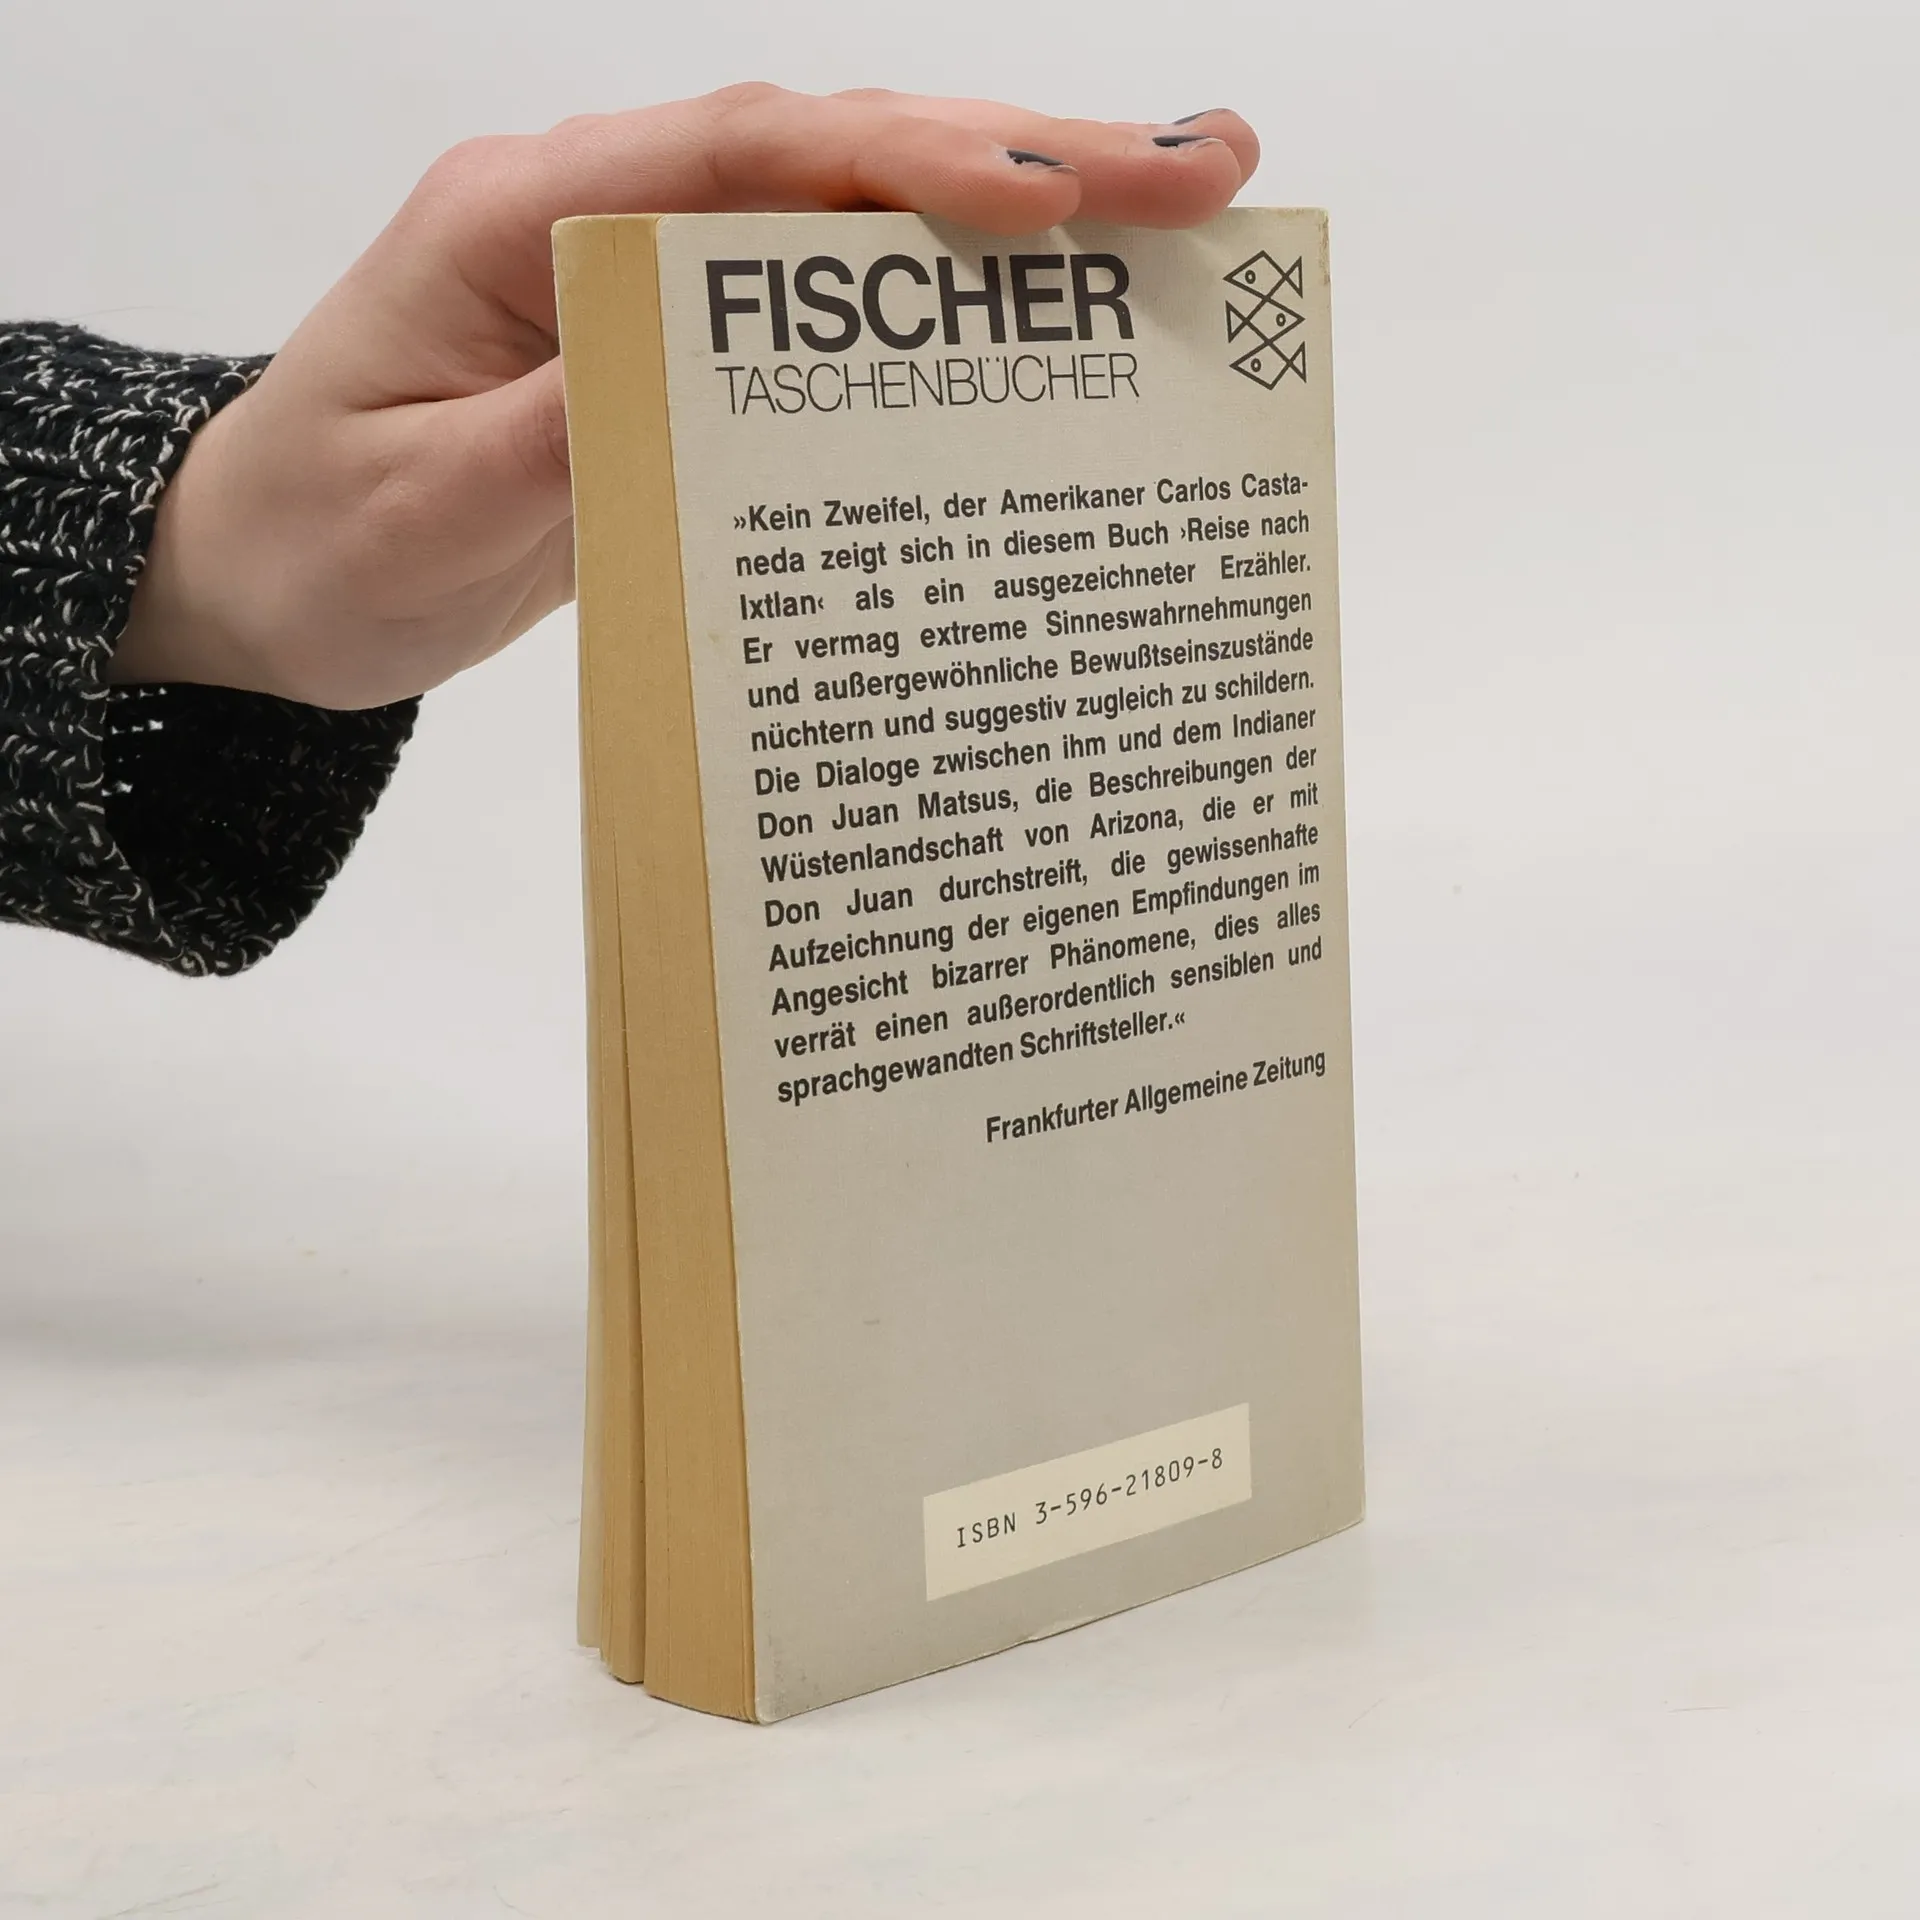 FISCHER
TASCHENBÜCHER
»Kein Zweifel, der Amerikaner Carlos Casta-
neda zeigt sich in diesem Buch ›Reise nach
Ixtlan‹ als ein ausgezeichneter Erzähler.
Er vermag extreme Sinneswahrnehmungen
und außergewöhnliche Bewußtseinszustände
nüchtern und suggestiv zugleich zu schildern.
Die Dialoge zwischen ihm und dem Indianer
Don Juan Matsus, die Beschreibungen der
Wüstenlandschaft von Arizona, die er mit
Don Juan durchstreift, die gewissenhafte
Aufzeichnung der eigenen Empfindungen im
Angesicht bizarrer Phänomene, dies alles
verrät einen außerordentlich sensiblen und
sprachgewandten Schriftsteller.«
Frankfurter Allgemeine Zeitung
ISBN 3-596-21809-8